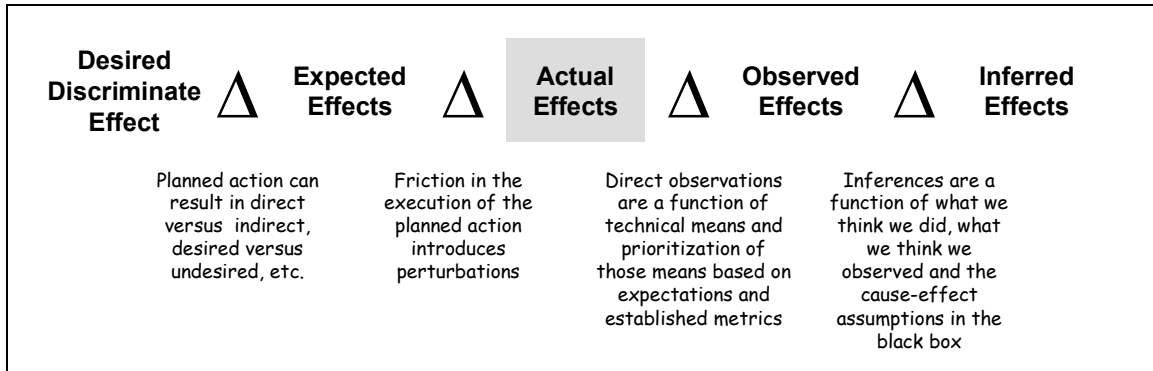 Desired
Discriminate
Effect
Δ
Expected
Effects
Δ
Actual
Effects
Δ
Observed
Effects
Δ
Inferred
Effects
Planned action can
result in direct
versus indirect,
desired versus
undesired, etc.
Friction in the
execution of the
planned action
introduces
perturbations
Direct observations
are a function of
technical means and
prioritization of
those means based on
expectations and
established metrics
Inferences are a
function of what we
think we did, what
we think we
observed and the
cause-effect
assumptions in the
black box